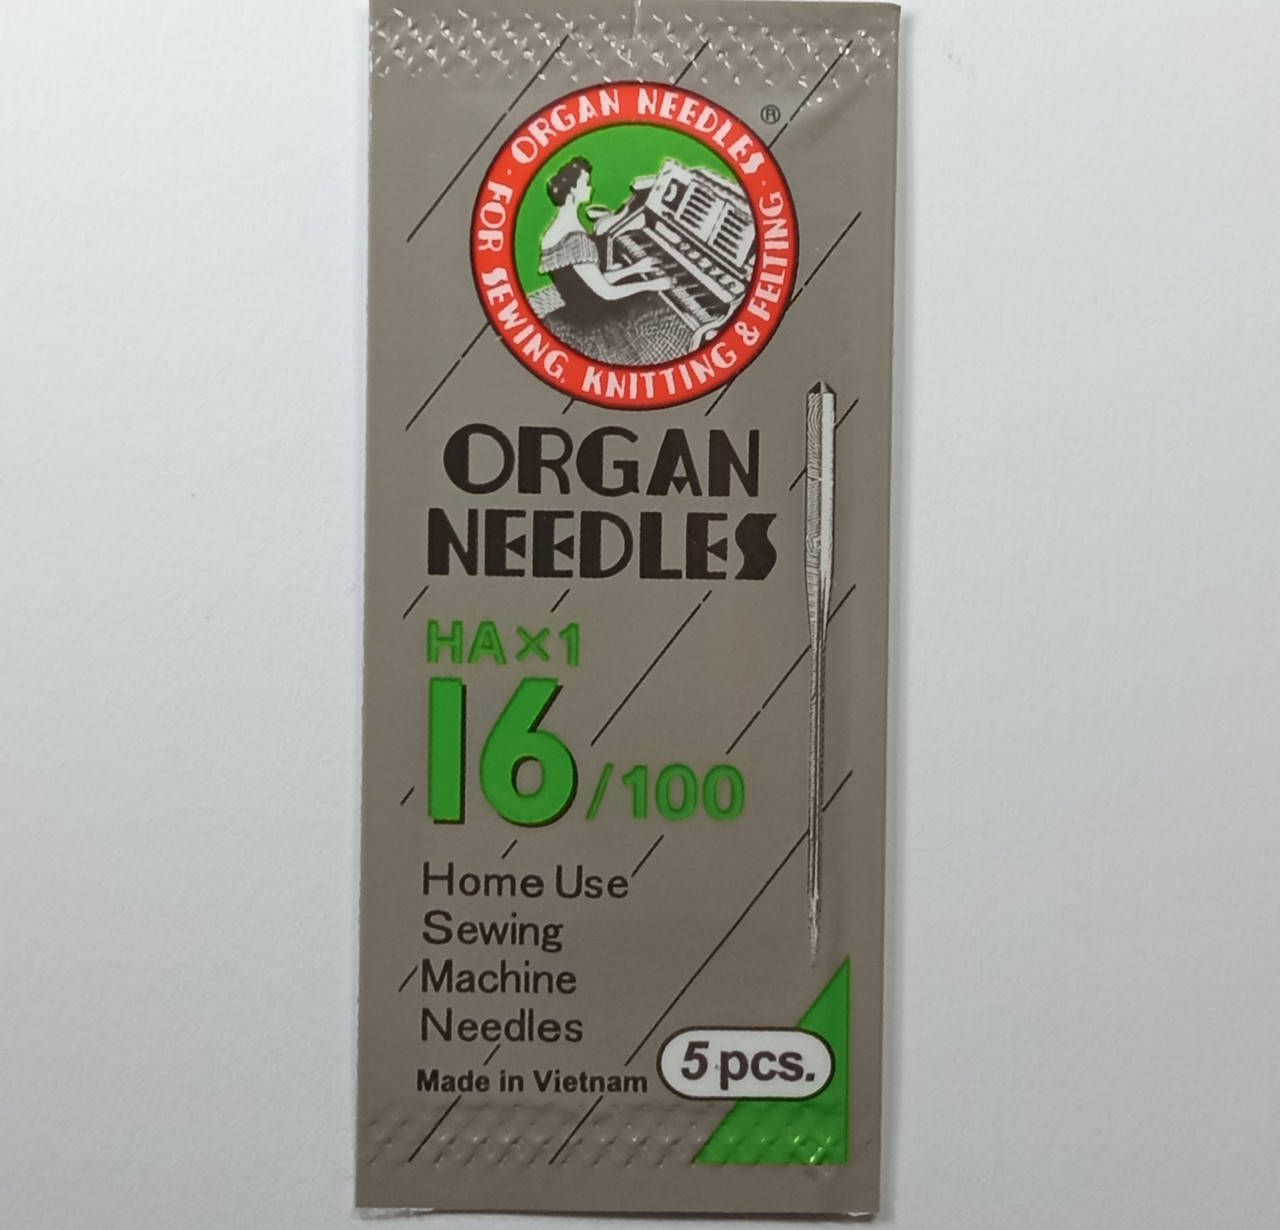 ORGAN NEEDLES
®
FOR SEWING, KNITTING & FELTING
ORGAN
NEEDLES
HA×1
16/100
Home Use
Sewing
Machine
Needles
Made in Vietnam
5 pcs.